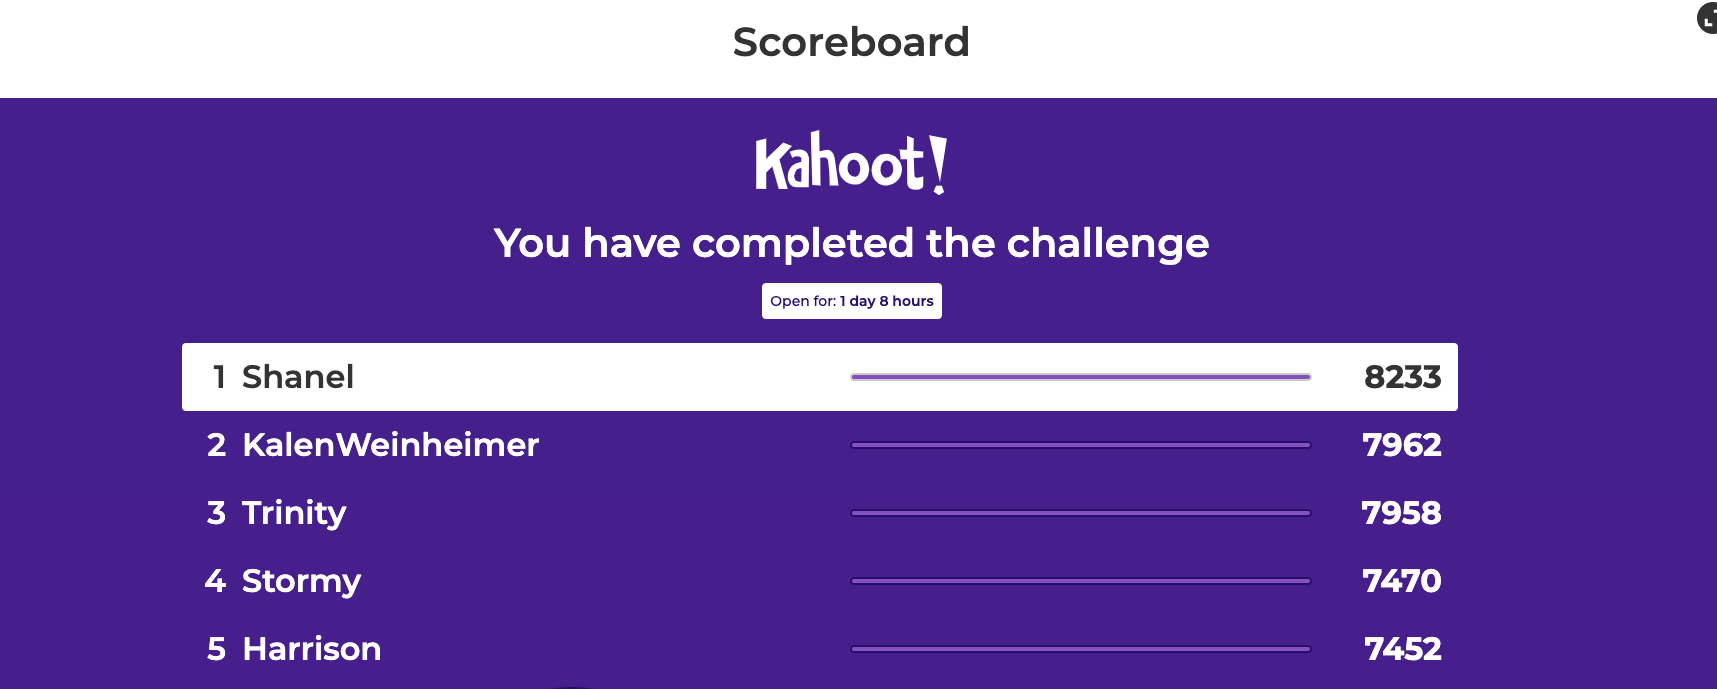 Scoreboard
Kahoot!
You have completed the challenge
Open for: 1 day 8 hours
1 Shanel 8233
2 KalenWeinheimer 7962
3 Trinity 7958
4 Stormy 7470
5 Harrison 7452